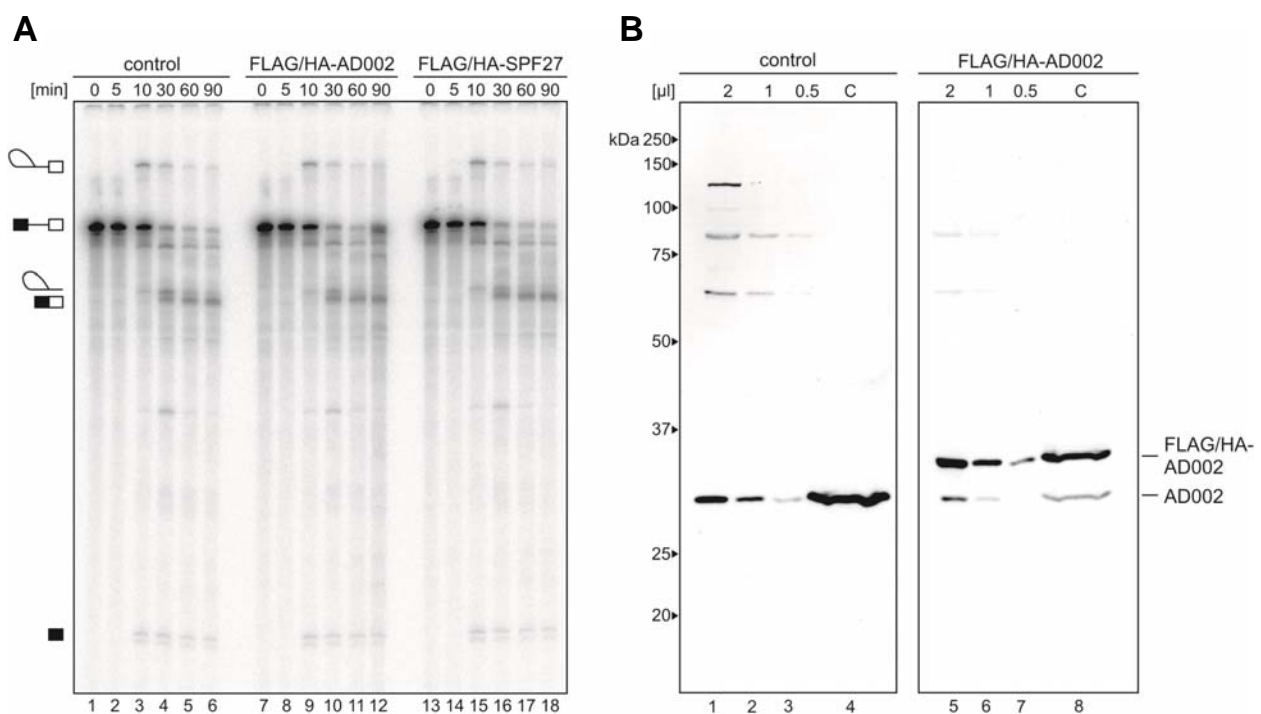 A
control FLAG/HA-AD002 FLAG/HA-SPF27
[min] 0 5 10 30 60 90 0 5 10 30 60 90 0 5 10 30 60 90
1 2 3 4 5 6 7 8 9 10 11 12 13 14 15 16 17 18
B
control FLAG/HA-AD002
[µl] 2 1 0.5 C 2 1 0.5 C
kDa 250
150
100
75
50
37
25
20
FLAG/HA-
AD002
AD002
1 2 3 4 5 6 7 8